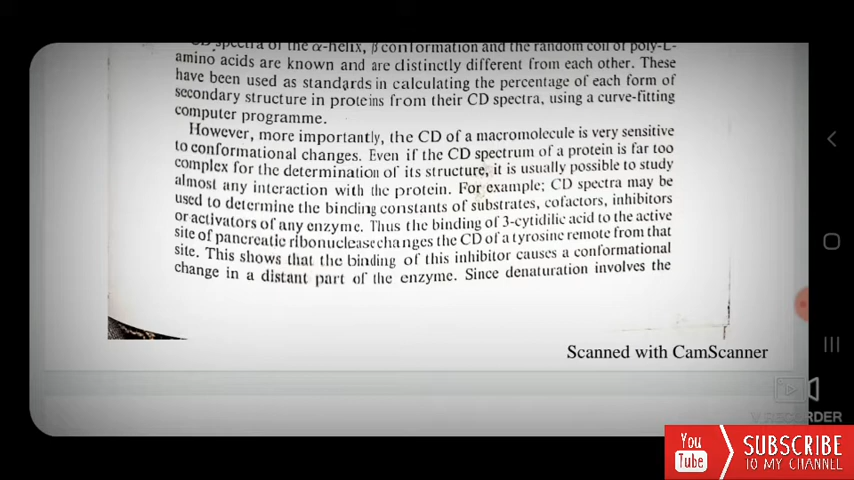 CD spectra of the α-helix, β conformation and the random coil of poly-L-
amino acids are known and are distinctly different from each other. These
have been used as standards in calculating the percentage of each form of
secondary structure in proteins from their CD spectra, using a curve-fitting
computer programme.
However, more importantly, the CD of a macromolecule is very sensitive
to conformational changes. Even if the CD spectrum of a protein is far too
complex for the determination of its structure, it is usually possible to study
almost any interaction with the protein. For example; CD spectra may be
used to determine the binding constants of substrates, cofactors, inhibitors
or activators of any enzyme. Thus the binding of 3-cytidilic acid to the active
site of pancreatic ribonuclease changes the CD of a tyrosine remote from that
site. This shows that the binding of this inhibitor causes a conformational
change in a distant part of the enzyme. Since denaturation involves the
Scanned with CamScanner
V RECORDER
You Tube SUBSCRIBE
TO MY CHANNEL